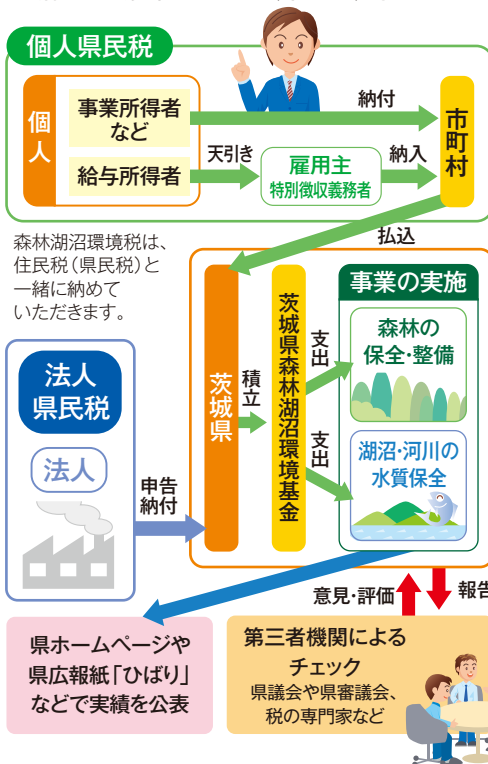 個人県民税
個人
事業所得者
など
納付
給与所得者
天引き
雇用主
特別徴収義務者
納入
市町村
森林湖沼環境税は、
住民税（県民税）と
一緒に納めて
いただきます。
払込
法人
県民税
法人
申告
納付
茨城県
積立
茨城県森林湖沼環境基金
支出
支出
事業の実施
森林の
保全・整備
湖沼・河川の
水質保全
意見・評価
報告
県ホームページや
県広報紙「ひばり」
などで実績を公表
第三者機関による
チェック
県議会や県審議会、
税の専門家など